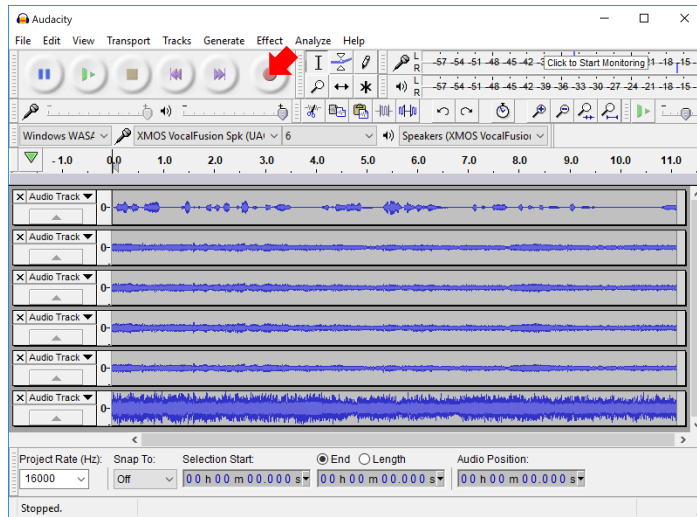 Audacity
File Edit View Transport Tracks Generate Effect Analyze Help
L
R
-57 -54 -51 -48 -45 -42 -3 Click to Start Monitoring 1 -18 -15 -
L
R
-57 -54 -51 -48 -45 -42 -39 -36 -33 -30 -27 -24 -21 -18 -15 -
Windows WASA XMOS VocalFusion Spk (UA 6 Speakers (XMOS VocalFusio
- 1.0 0.0 1.0 2.0 3.0 4.0 5.0 6.0 7.0 8.0 9.0 10.0 11.0
X Audio Track
0-
X Audio Track
0-
X Audio Track
0-
X Audio Track
0-
X Audio Track
0-
X Audio Track
0-
Project Rate (Hz): Snap To: Selection Start: End Length Audio Position:
16000 Off 00 h 00 m 00.000 s 00 h 00 m 00.000 s 00 h 00 m 00.000 s
Stopped.